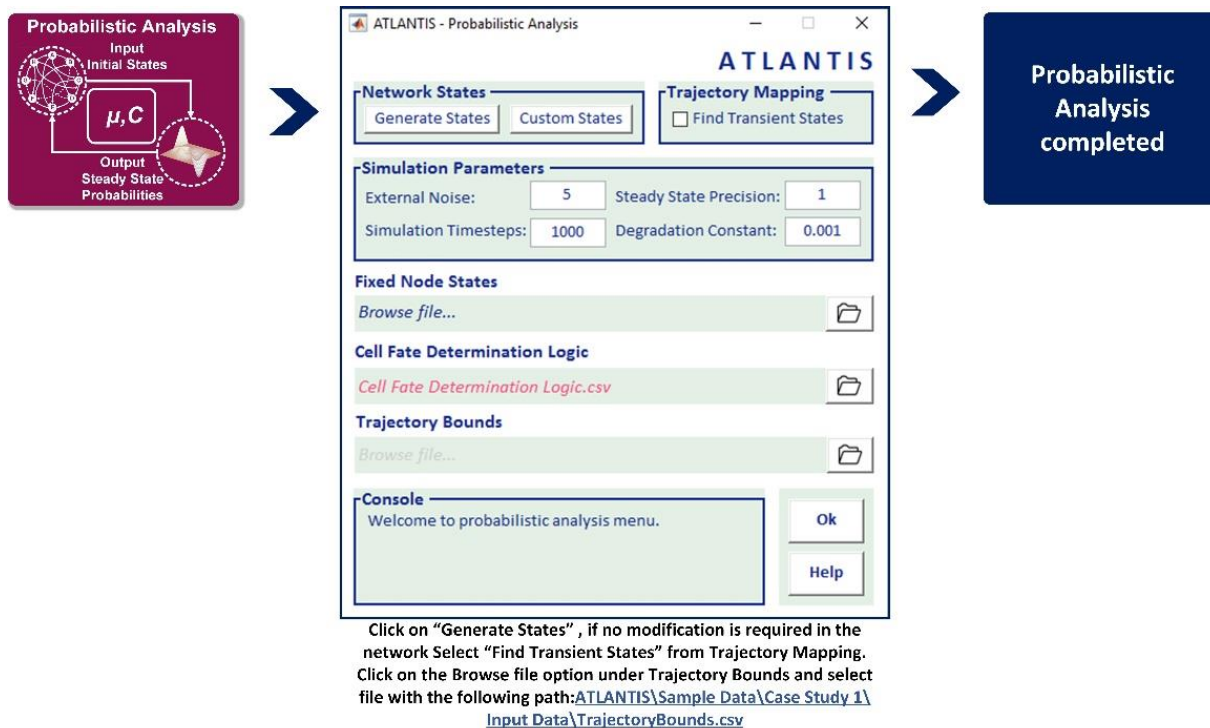 Probabilistic Analysis
Input
Initial States
μ,C
Output
Steady State
Probabilities
ATLANTIS - Probabilistic Analysis
ATLANTIS
Network States
Generate States
Custom States
Trajectory Mapping
Find Transient States
Simulation Parameters
External Noise:
5
Steady State Precision:
1
Simulation Timesteps:
1000
Degradation Constant:
0.001
Fixed Node States
Browse file...
Cell Fate Determination Logic
Cell Fate Determination Logic.csv
Trajectory Bounds
Browse file...
Console
Welcome to probabilistic analysis menu.
Ok
Help
Click on “Generate States” , if no modification is required in the
network Select “Find Transient States” from Trajectory Mapping.
Click on the Browse file option under Trajectory Bounds and select
file with the following path:ATLANTIS\Sample Data\Case Study 1\
Input Data\TrajectoryBounds.csv
Probabilistic
Analysis
completed